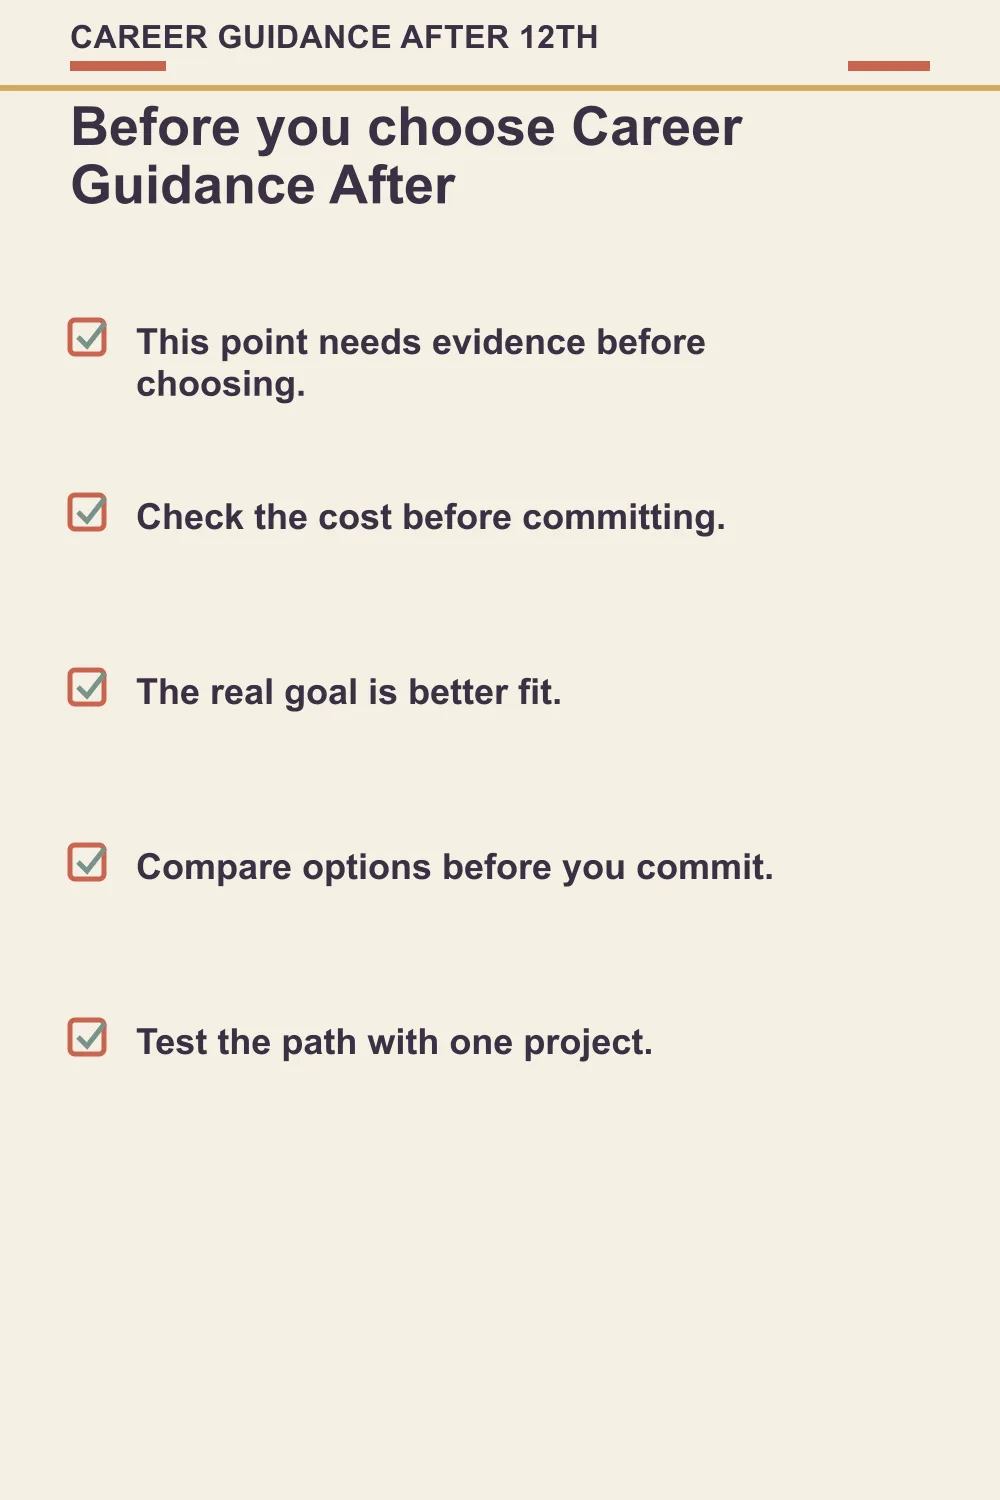 CAREER GUIDANCE AFTER 12TH
Before you choose Career
Guidance After
This point needs evidence before
choosing.
Check the cost before committing.
The real goal is better fit.
Compare options before you commit.
Test the path with one project.